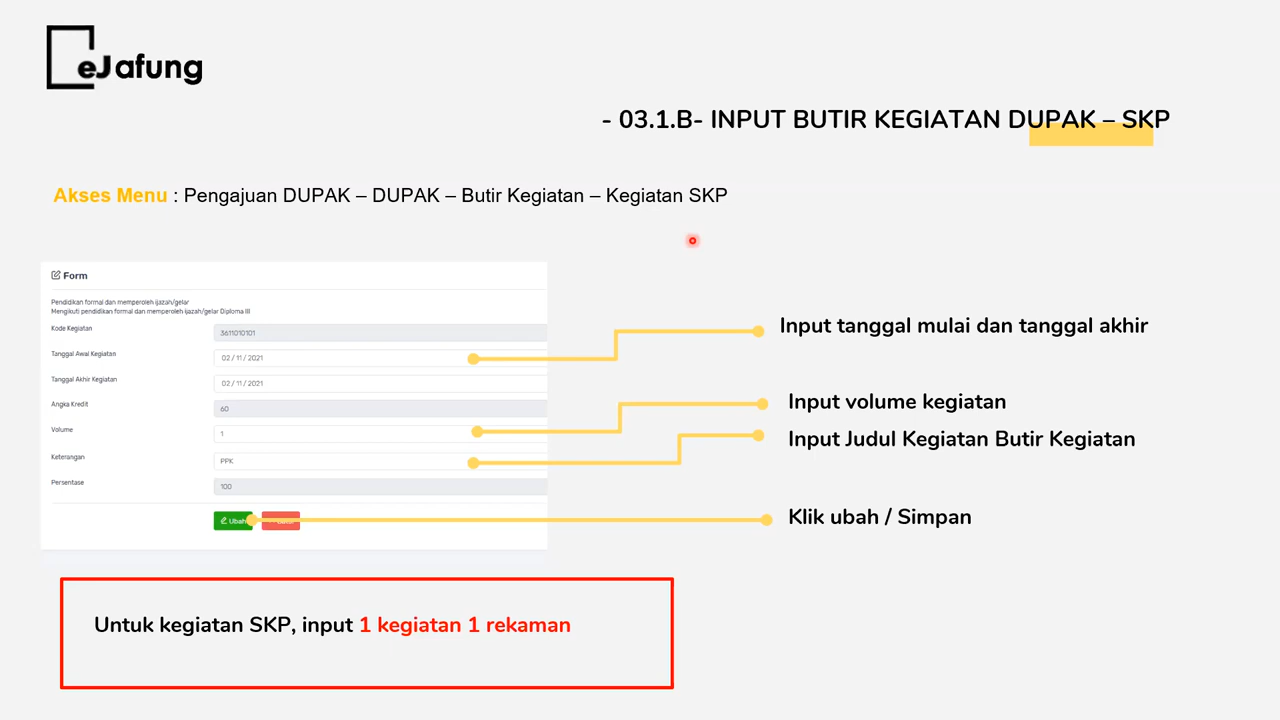 eJafung
- 03.1.B- INPUT BUTIR KEGIATAN DUPAK – SKP
Akses Menu : Pengajuan DUPAK – DUPAK – Butir Kegiatan – Kegiatan SKP
Form
Pendidikan formal dan memperoleh ijazah/gelar
Mengikuti pendidikan formal dan memperoleh ijazah/gelar Diploma III
Kode Kegiatan 3611010101
Tanggal Awal Kegiatan 02 / 11 / 2021
Tanggal Akhir Kegiatan 02 / 11 / 2021
Angka Kredit 60
Volume 1
Keterangan PPK
Persentase 100
Ubah
Input tanggal mulai dan tanggal akhir
Input volume kegiatan
Input Judul Kegiatan Butir Kegiatan
Klik ubah / Simpan
Untuk kegiatan SKP, input 1 kegiatan 1 rekaman